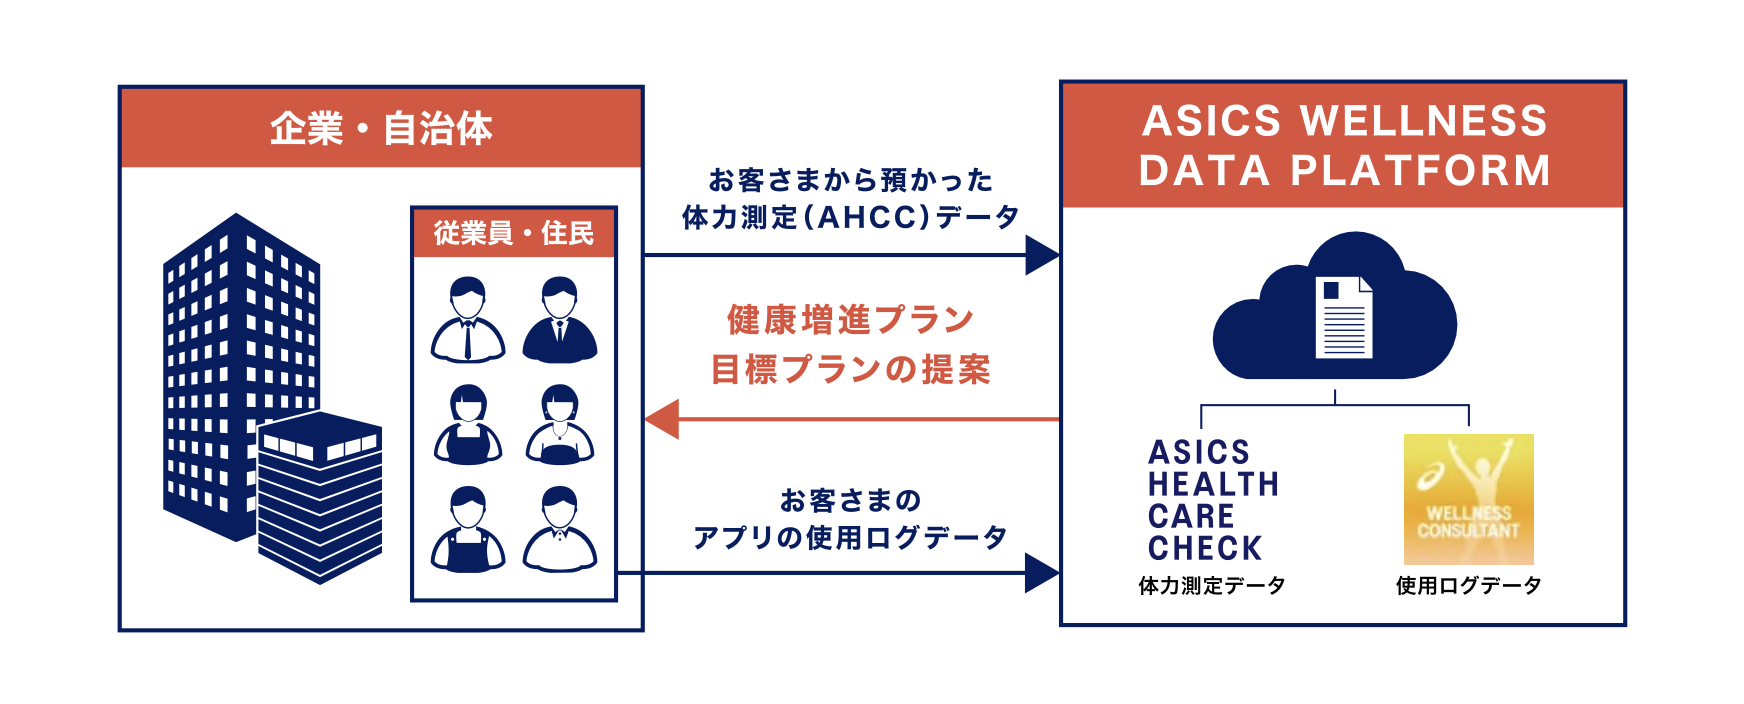 企業・自治体
従業員・住民
お客さまから預かった
体力測定（AHCC）データ
健康増進プラン
目標プランの提案
お客さまの
アプリの使用ログデータ
ASICS WELLNESS
DATA PLATFORM
ASICS
HEALTH
CARE
CHECK
体力測定データ
WELLNESS
CONSULTANT
使用ログデータ